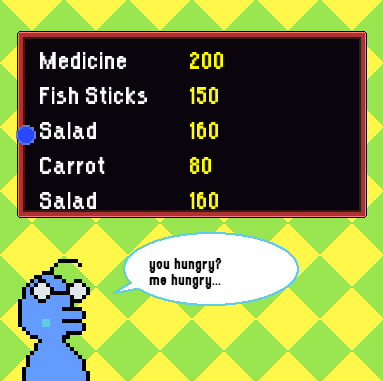 Medicine 200
Fish Sticks 150
Salad 160
Carrot 80
Salad 160
you hungry?
me hungry...